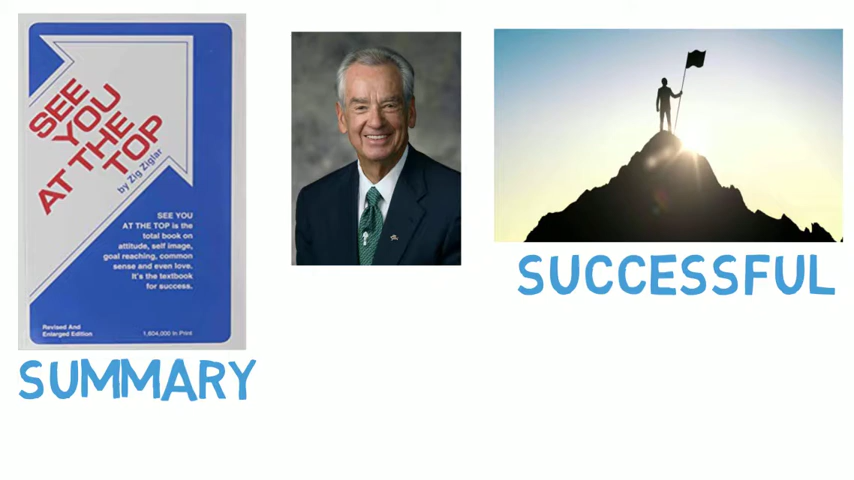 SEE
YOU
AT THE
TOP
by Zig Ziglar
SEE YOU
AT THE TOP is the
total book on
attitude, self image,
goal reaching, common
sense and even love.
It's the textbook
for success.
Revised And
Enlarged Edition
1,604,000 In Print
SUMMARY
SUCCESSFUL